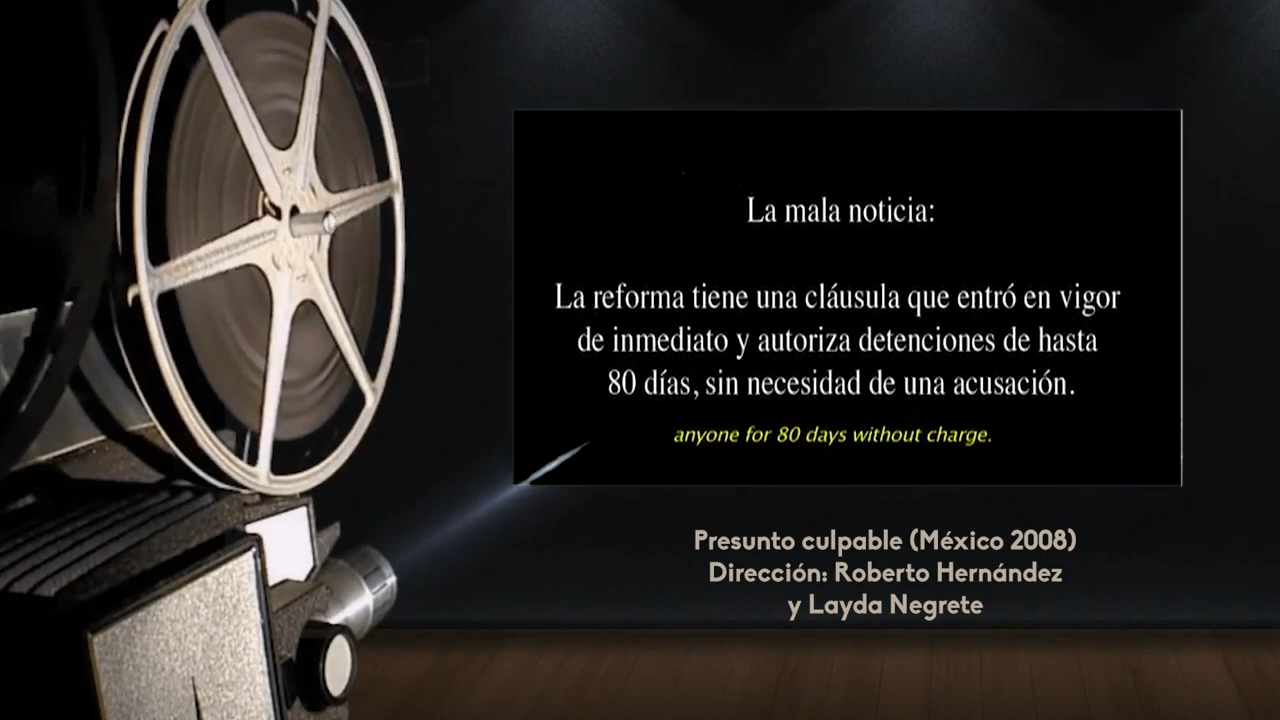 La mala noticia:
La reforma tiene una cláusula que entró en vigor
de inmediato y autoriza detenciones de hasta
80 días, sin necesidad de una acusación.
anyone for 80 days without charge.
Presunto culpable (México 2008)
Dirección: Roberto Hernández
y Layda Negrete